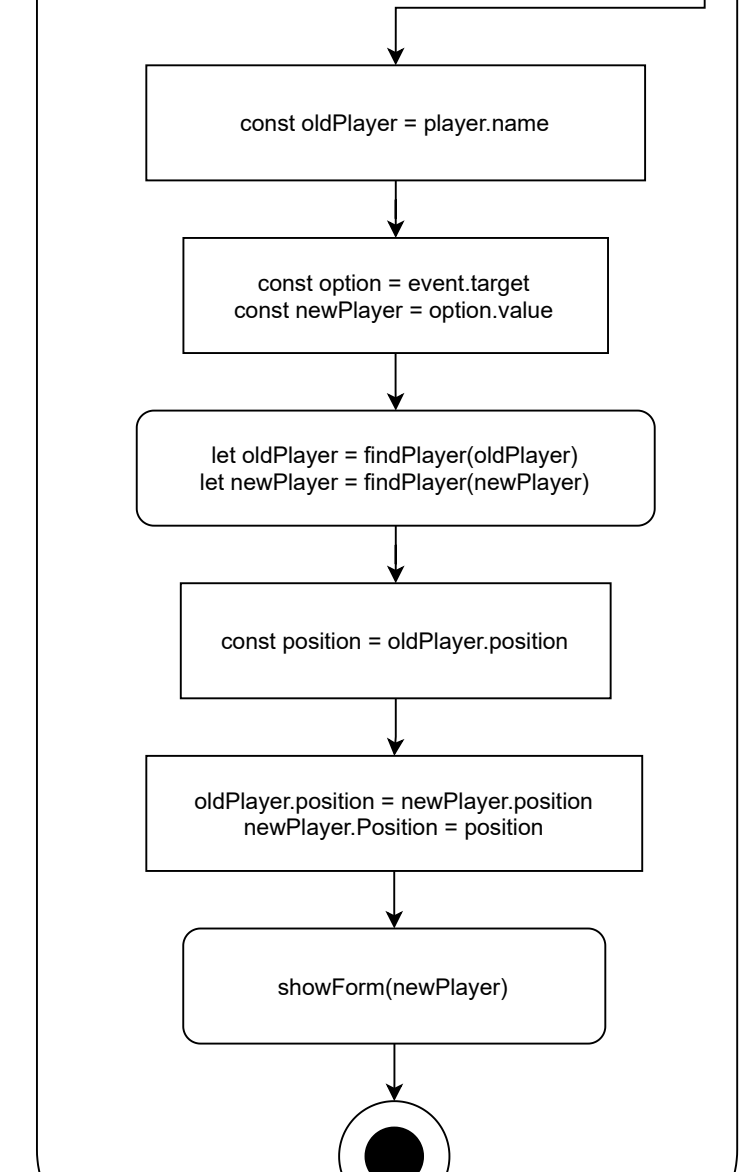 const oldPlayer = player.name
const option = event.target
const newPlayer = option.value
let oldPlayer = findPlayer(oldPlayer)
let newPlayer = findPlayer(newPlayer)
const position = oldPlayer.position
oldPlayer.position = newPlayer.position
newPlayer.Position = position
showForm(newPlayer)